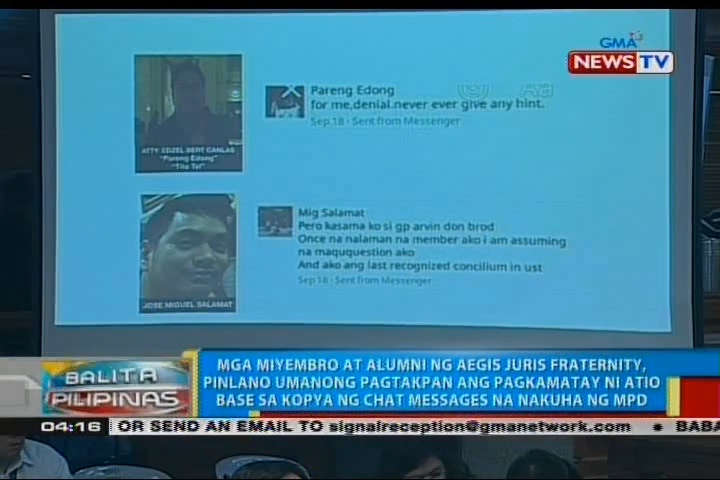 GMA
NEWS TV
Pareng Edong
for me,denial.never ever give any hint.
Sep 18 - Sent from Messenger
ATTY. EDZEL BERT CANLAS
"Pareng Edong"
"Tito Tol"
Mig Salamat
Pero kasama ko si gp arvin don brod
Once na nalaman na member ako i am assuming
na maququestion ako
And ako ang last recognized concilium in ust
Sep 18 - Sent from Messenger
JOSE MIGUEL SALAMAT
BALITA
PILIPINAS
MGA MIYEMBRO AT ALUMNI NG AEGIS JURIS FRATERNITY,
PINLANO UMANONG PAGTAKPAN ANG PAGKAMATAY NI ATIO
BASE SA KOPYA NG CHAT MESSAGES NA NAKUHA NG MPD
04:16 OR SEND AN EMAIL TO signalreception@gmanetwork.com BABA